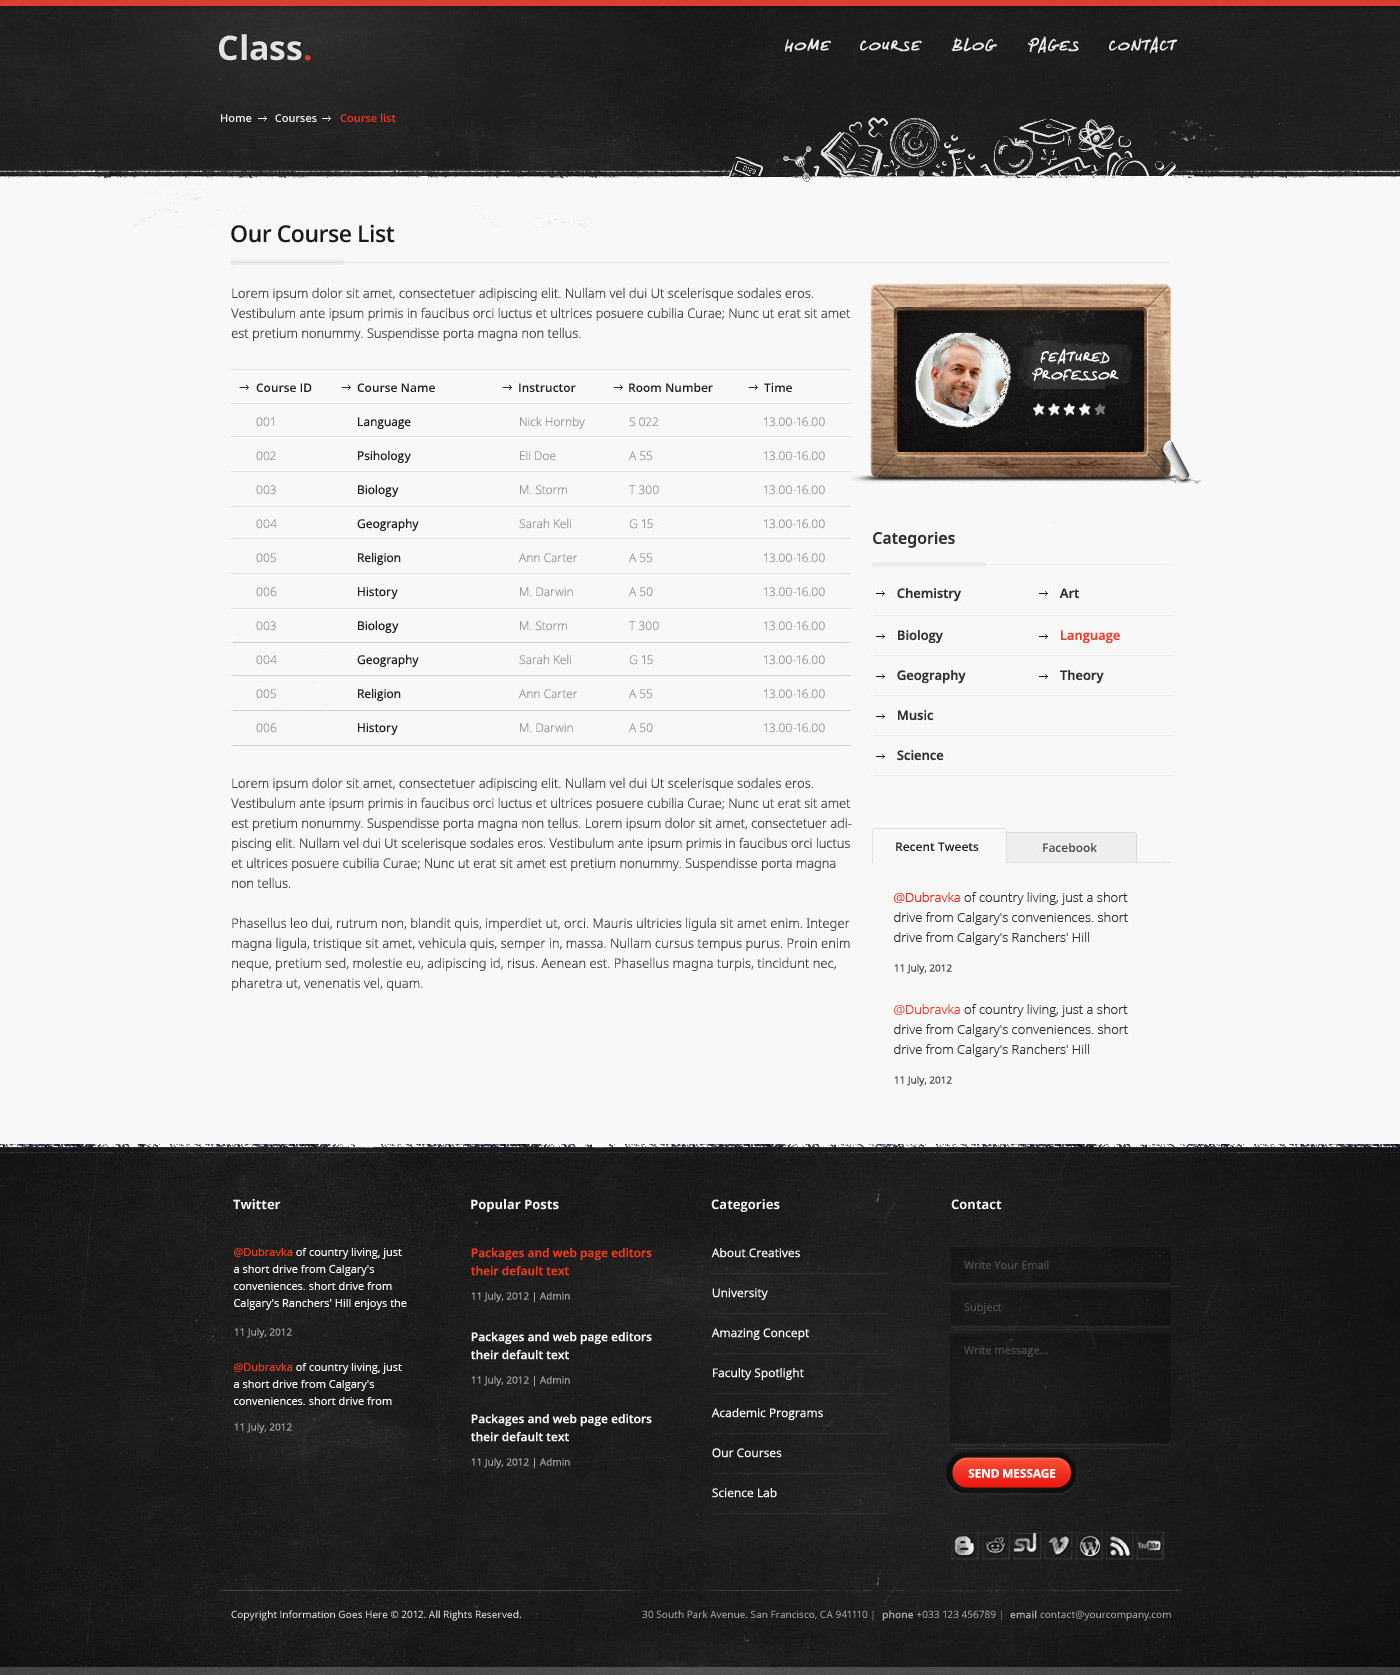 Class.
HOME COURSE BLOG PAGES CONTACT
Home → Courses → Course list
Our Course List
Lorem ipsum dolor sit amet, consectetuer adipiscing elit. Nullam vel dui Ut scelerisque sodales eros.
Vestibulum ante ipsum primis in faucibus orci luctus et ultrices posuere cubilia Curae; Nunc ut erat sit amet
est pretium nonummy. Suspendisse porta magna non tellus.
→ Course ID → Course Name → Instructor → Room Number → Time
001 Language Nick Hornby S 022 13.00-16.00
002 Psihology Eli Doe A 55 13.00-16.00
003 Biology M. Storm T 300 13.00-16.00
004 Geography Sarah Keli G 15 13.00-16.00
005 Religion Ann Carter A 55 13.00-16.00
006 History M. Darwin A 50 13.00-16.00
003 Biology M. Storm T 300 13.00-16.00
004 Geography Sarah Keli G 15 13.00-16.00
005 Religion Ann Carter A 55 13.00-16.00
006 History M. Darwin A 50 13.00-16.00
Lorem ipsum dolor sit amet, consectetuer adipiscing elit. Nullam vel dui Ut scelerisque sodales eros.
Vestibulum ante ipsum primis in faucibus orci luctus et ultrices posuere cubilia Curae; Nunc ut erat sit amet
est pretium nonummy. Suspendisse porta magna non tellus. Lorem ipsum dolor sit amet, consectetuer adi-
piscing elit. Nullam vel dui Ut scelerisque sodales eros. Vestibulum ante ipsum primis in faucibus orci luctus
et ultrices posuere cubilia Curae; Nunc ut erat sit amet est pretium nonummy. Suspendisse porta magna
non tellus.
Phasellus leo dui, rutrum non, blandit quis, imperdiet ut, orci. Mauris ultricies ligula sit amet enim. Integer
magna ligula, tristique sit amet, vehicula quis, semper in, massa. Nullam cursus tempus purus. Proin enim
neque, pretium sed, molestie eu, adipiscing id, risus. Aenean est. Phasellus magna turpis, tincidunt nec,
pharetra ut, venenatis vel, quam.
FEATURED
PROFESSOR
Categories
→ Chemistry → Art
→ Biology → Language
→ Geography → Theory
→ Music
→ Science
Recent Tweets Facebook
@Dubravka of country living, just a short
drive from Calgary's conveniences. short
drive from Calgary's Ranchers' Hill
11 July, 2012
@Dubravka of country living, just a short
drive from Calgary's conveniences. short
drive from Calgary's Ranchers' Hill
11 July, 2012
Twitter
@Dubravka of country living, just
a short drive from Calgary's
conveniences. short drive from
Calgary's Ranchers' Hill enjoys the
11 July, 2012
@Dubravka of country living, just
a short drive from Calgary's
conveniences. short drive from
11 July, 2012
Popular Posts
Packages and web page editors
their default text
11 July, 2012 | Admin
Packages and web page editors
their default text
11 July, 2012 | Admin
Packages and web page editors
their default text
11 July, 2012 | Admin
Categories
About Creatives
University
Amazing Concept
Faculty Spotlight
Academic Programs
Our Courses
Science Lab
Contact
Write Your Email
Subject
Write message...
SEND MESSAGE
You Tube
Copyright Information Goes Here © 2012. All Rights Reserved.
30 South Park Avenue. San Francisco, CA 941110 | phone +033 123 456789 | email contact@yourcompany.com